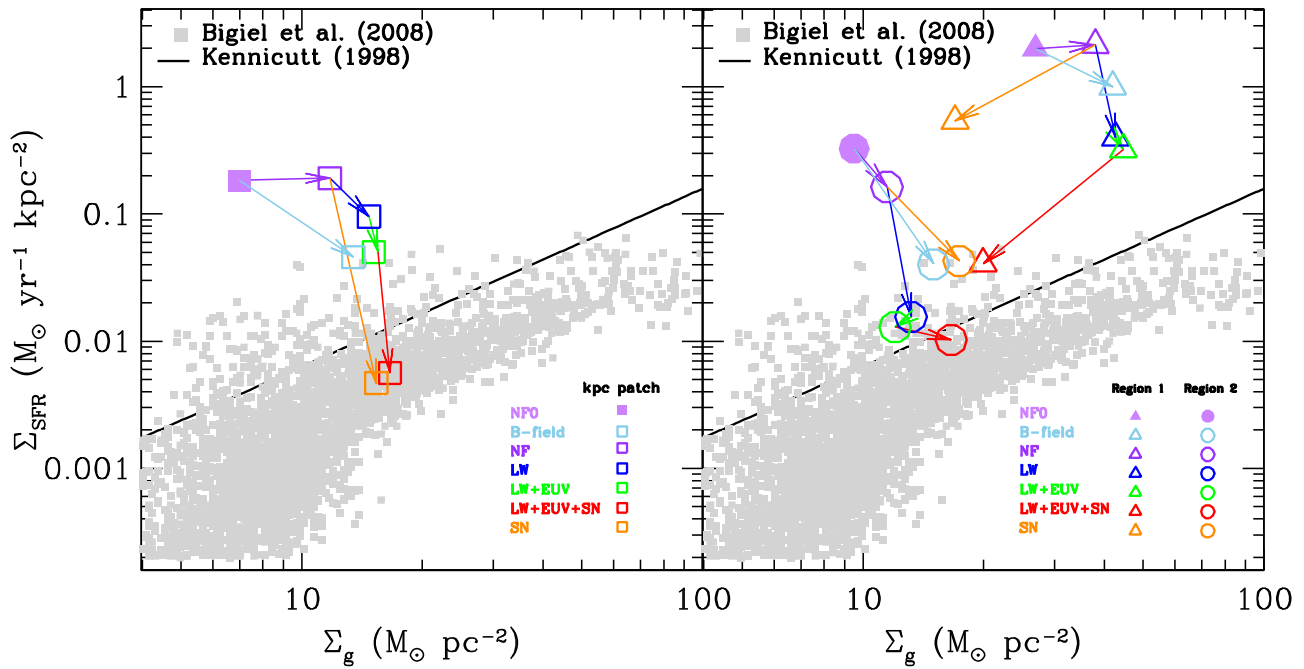 Bigiel et al. (2008)
Kennicutt (1998)
Bigiel et al. (2008)
Kennicutt (1998)
1
0.1
0.01
0.001
Σ_SFR (M_⊙ yr⁻¹ kpc⁻²)
kpc patch
NF0
B-field
NF
LW
LW+EUV
LW+EUV+SN
SN
Region 1 Region 2
NF0
B-field
NF
LW
LW+EUV
LW+EUV+SN
SN
10 100 10 100
Σ_g (M_⊙ pc⁻²)
Σ_g (M_⊙ pc⁻²)